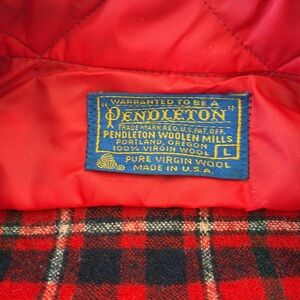 WARRANTED TO BE A
"PENDLETON"
TRADE MARK REG. U.S. PAT. OFF.
PENDLETON WOOLEN MILLS
PORTLAND, OREGON
100% VIRGIN WOOL L
PURE VIRGIN WOOL
MADE IN U.S.A.